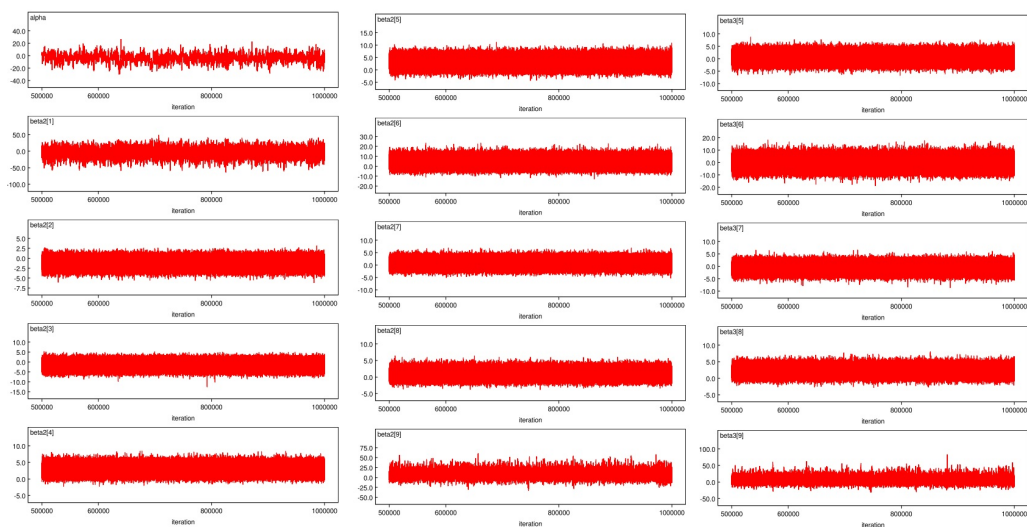 alpha
40.0
20.0
0.0
-20.0
-40.0
500000 600000 800000 1000000
iteration
beta2[1]
50.0
0.0
-50.0
-100.0
500000 600000 800000 1000000
iteration
beta2[2]
5.0
2.5
0.0
-2.5
-5.0
-7.5
500000 600000 800000 1000000
iteration
beta2[3]
10.0
5.0
0.0
-5.0
-10.0
-15.0
500000 600000 800000 1000000
iteration
beta2[4]
10.0
5.0
0.0
-5.0
500000 600000 800000 1000000
iteration
beta2[5]
15.0
10.0
5.0
0.0
-5.0
500000 600000 800000 1000000
iteration
beta2[6]
30.0
20.0
10.0
0.0
-10.0
-20.0
500000 600000 800000 1000000
iteration
beta2[7]
10.0
5.0
0.0
-5.0
-10.0
500000 600000 800000 1000000
iteration
beta2[8]
10.0
5.0
0.0
-5.0
500000 600000 800000 1000000
iteration
beta2[9]
75.0
50.0
25.0
0.0
-25.0
-50.0
500000 600000 800000 1000000
iteration
beta3[5]
10.0
5.0
0.0
-5.0
-10.0
500000 600000 800000 1000000
iteration
beta3[6]
20.0
10.0
0.0
-10.0
-20.0
500000 600000 800000 1000000
iteration
beta3[7]
10.0
5.0
0.0
-5.0
-10.0
500000 600000 800000 1000000
iteration
beta3[8]
10.0
5.0
0.0
-5.0
500000 600000 800000 1000000
iteration
beta3[9]
100.0
50.0
0.0
-50.0
500000 600000 800000 1000000
iteration